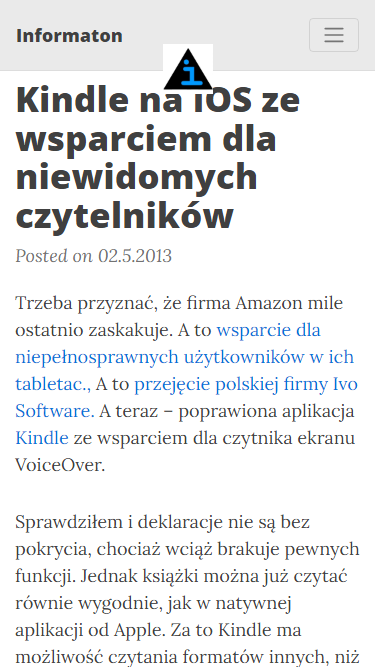 Informaton
Kindle na iOS ze
wsparciem dla
niewidomych
czytelników
Posted on 02.5.2013
Trzeba przyznać, że firma Amazon mile
ostatnio zaskakuje. A to wsparcie dla
niepełnosprawnych użytkowników w ich
tabletac., A to przejęcie polskiej firmy Ivo
Software. A teraz – poprawiona aplikacja
Kindle ze wsparciem dla czytnika ekranu
VoiceOver.
Sprawdziłem i deklaracje nie są bez
pokrycia, chociaż wciąż brakuje pewnych
funkcji. Jednak książki można już czytać
równie wygodnie, jak w natywnej
aplikacji od Apple. Za to Kindle ma
możliwość czytania formatów innych, niż